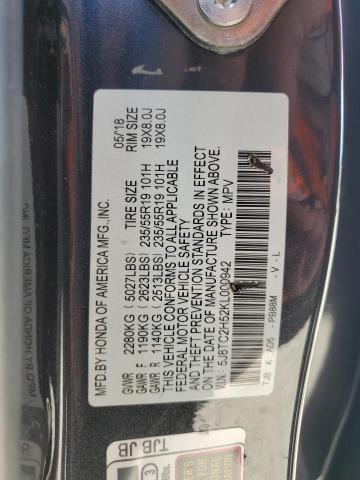 MFD.BY HONDA OF AMERICA MFG.,INC. 05/18
TIRE SIZE RIM SIZE
GVWR 2280KG (5027LBS)
GAWR F 1190KG (2623LBS) 235/55R19 101H 19X8.0J
GAWR R 1140KG (2513LBS) 235/55R19 101H 19X8.0J
THIS VEHICLE CONFORMS TO ALL APPLICABLE
FEDERAL MOTOR VEHICLE SAFETY
AND THEFT PREVENTION STANDARDS IN EFFECT
ON THE DATE OF MANUFACTURE SHOWN ABOVE.
V.I.N.: 5J8TC2H52KL000942
TYPE: MPV
PB88M - V - L
TJB K AD5
TJB JB